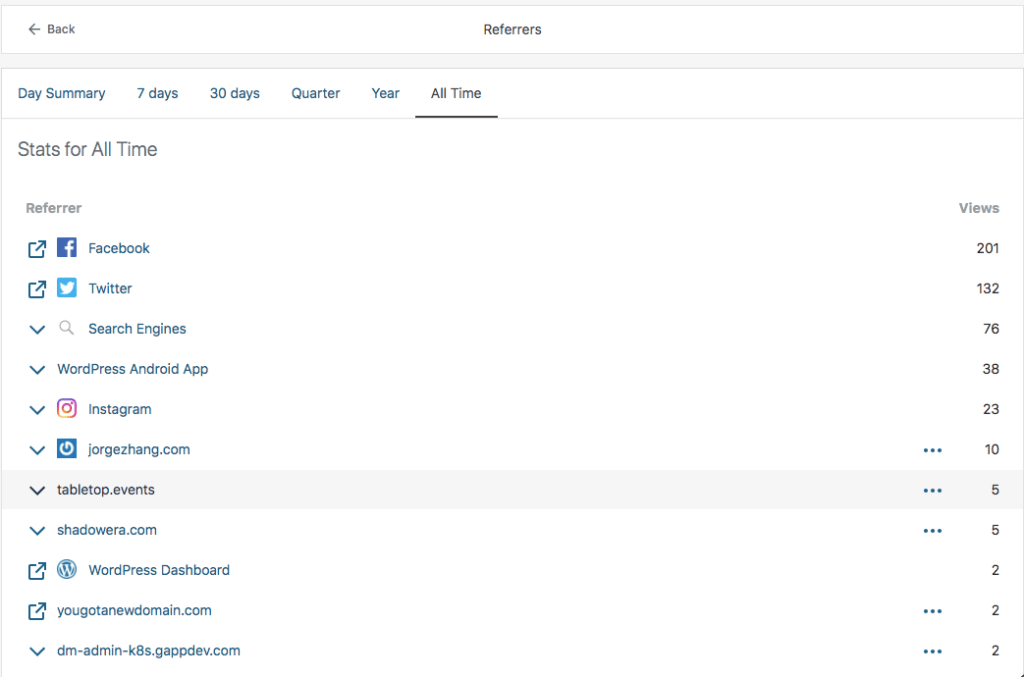 Back
Referrers
Day Summary 7 days 30 days Quarter Year All Time
Stats for All Time
Referrer Views
Facebook 201
Twitter 132
Search Engines 76
WordPress Android App 38
Instagram 23
jorgezhang.com 10
tabletop.events 5
shadowera.com 5
WordPress Dashboard 2
yougotanewdomain.com 2
dm-admin-k8s.gappdev.com 2